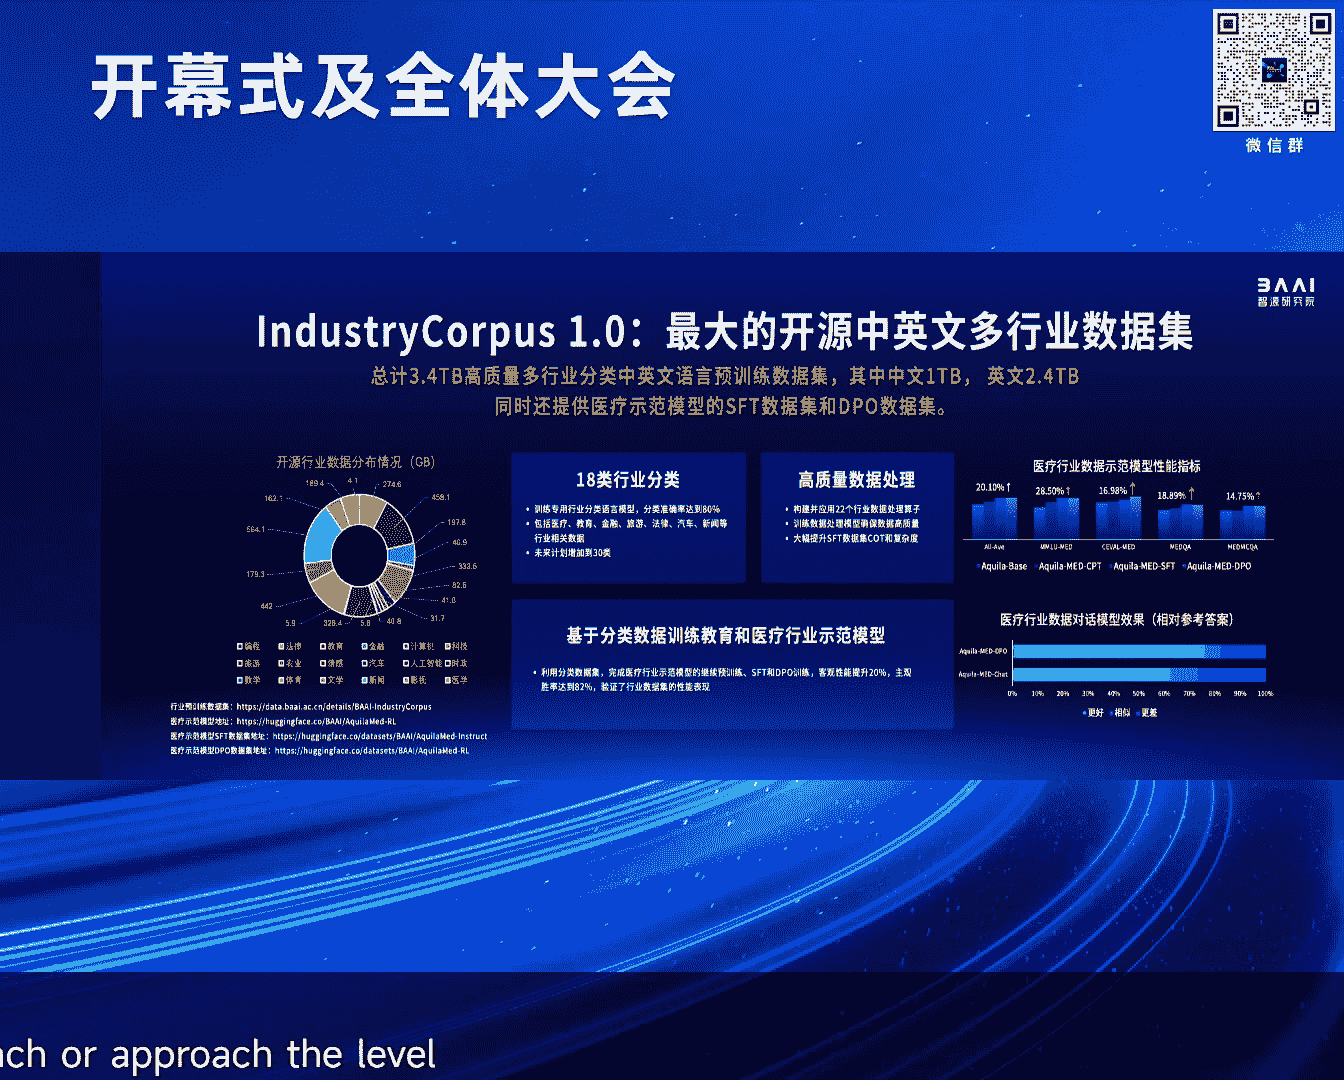 开幕式及全体大会
微信群
BAAI
智源研究院
IndustryCorpus 1.0：最大的开源中英文多行业数据集
总计3.4TB高质量多行业分类中英文语言预训练数据集，其中中文1TB， 英文2.4TB
同时还提供医疗示范模型的SFT数据集和DPO数据集。
开源行业数据分布情况（GB)
4.1
274.6
458.1
197.8
333.6
82.6
31.7
40.8
5.9
442
179.3
564.1
162.1
编程 法律 教育 金融 计算机 科技
旅游 农业 情感 汽车 人工智能 时政
数学 体育 文学 新闻 影视 医学
行业预训练数据集：https://data.baai.ac.cn/details/BAAI-IndustryCorpus
医疗示范模型地址：https://huggingface.co/BAAI/AquilaMed-RL
医疗示范模型SFT数据集地址：https://huggingface.co/datasets/BAAI/AquilaMed-Instruct
医疗示范模型DPO数据集地址：https://huggingface.co/datasets/BAAI/AquilaMed-RL
18类行业分类
• 训练专用行业分类语言模型，分类准确率达到80%
• 包括医疗、教育、金融、旅游、法律、汽车、新闻等
行业相关数据
• 未来计划增加到30类
高质量数据处理
• 构建并应用22个行业数据处理算子
• 训练数据处理模型确保数据高质量
• 大幅提升SFT数据集COT和复杂度
基于分类数据训练教育和医疗行业示范模型
• 利用分类数据集，完成医疗行业示范模型的继续预训练、SFT和DPO训练，客观性能提升20%，主观
胜率达到82%，验证了行业数据集的性能表现
医疗行业数据示范模型性能指标
20.10%↑ 28.50%↑ 16.98%↑ 18.89%↑ 14.75%↑
All-Ave MMLU-MED CEVAL-MED MEDQA MEDMCQA
Aquila-Base Aquila-MED-CPT Aquila-MED-SFT Aquila-MED-DPO
医疗行业数据对话模型效果（相对参考答案）
Aquila-MED-DPO
Aquila-MED-Chat
0% 10% 20% 30% 40% 50% 60% 70% 80% 90% 100%
更好 相似 更差
ach or approach the level